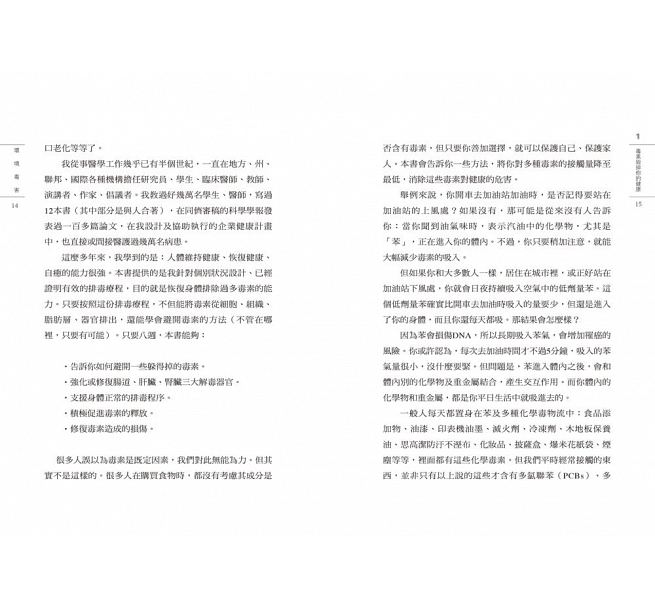 環境毒害
14
口老化等等了。
我從事醫學工作幾乎已有半個世紀，一直在地方、州、
聯邦、國際各種機構擔任研究員、學生、臨床醫師、教師、
演講者、作家、倡議者。我教過好幾萬名學生、醫師，寫過
12本書（其中部分是與人合著），在同儕審稿的科學學報發
表過一百多篇論文，在我設計及協助執行的企業健康計畫
中，也直接或間接醫護過幾萬名病患。
這麼多年來，我學到的是：人體維持健康、恢復健康、
自癒的能力很強。本書提供的是我針對個別狀況設計、已經
證明有效的排毒療程，目的就是恢復身體排除過多毒素的能
力。只要按照這份排毒療程，不但能將毒素從細胞、組織、
脂肪層、器官排出，還能學會避開毒素的方法（不管在哪
裡，只要有可能）。只要八週，本書能夠：
・告訴你如何避開一些躲得掉的毒素。
・強化或修復腸道、肝臟、腎臟三大解毒器官。
・支援身體正常的排毒程序。
・積極促進毒素的釋放。
・修復毒素造成的損傷。
很多人誤以為毒素是既定因素，我們對此無能為力。但其
實不是這樣的。很多人在購買食物時，都沒有考慮其成分是
1
毒素毀掉你的健康
15
否含有毒素，但只要你善加選擇，就可以保護自己、保護家
人。本書會告訴你一些方法，將你對多種毒素的接觸量降至
最低，消除這些毒素對健康的危害。
舉例來說，你開車去加油站加油時，是否記得要站在
加油站的上風處？如果沒有，那可能是從來沒有人告訴
你：當你聞到油氣味時，表示汽油中的化學物，尤其是
「苯」，正在進入你的體內。不過，你只要稍加注意，就能
大幅減少毒素的吸入。
但如果你和大多數人一樣，居住在城市裡，或正好站在
加油站下風處，你就會日夜持續吸入空氣中的低劑量苯。這
個低劑量苯確實比開車去加油時吸入的量要少，但還是進入
了你的身體，而且你還每天都吸。那結果會怎麼樣？
因為苯會損傷DNA，所以長期吸入苯氣，會增加罹癌的
風險。你或許認為，每次去加油時間才不過5分鐘，吸入的苯
氣量很小，沒什麼要緊。但問題是，苯進入體內之後，會和
體內別的化學物及重金屬結合，產生交互作用。而你體內的
化學物和重金屬，都是你平日生活中就吸進去的。
一般人每天都置身在苯及多種化學毒物流中：食品添
加物、油漆、印表機油墨、滅火劑、冷凍劑、木地板保養
油、思高潔防汙不溼布、化妝品、披薩盒、爆米花紙袋、煙
塵等等，裡面都有這些化學毒素。但我們平時經常接觸的東
西，並非只有以上說的這些才含有多氯聯苯（PCBs）。多